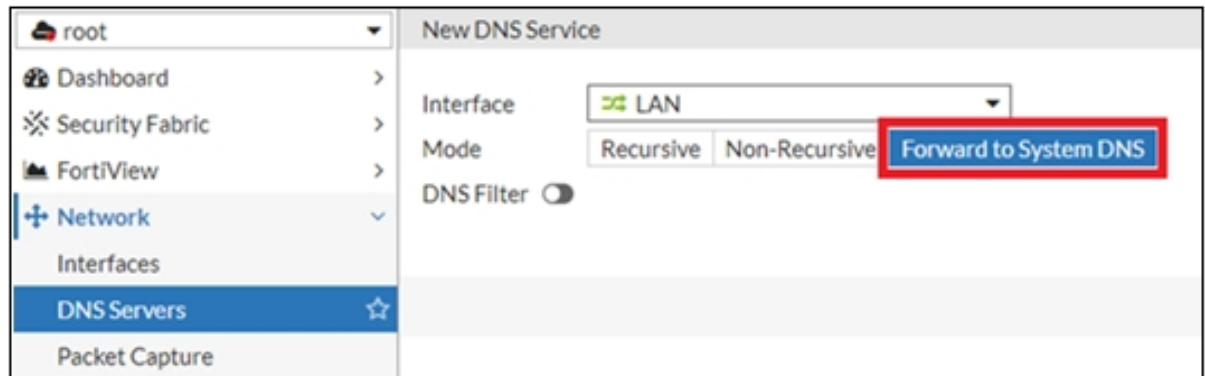 root
New DNS Service
Dashboard
Security Fabric
FortiView
Network
Interfaces
DNS Servers
Packet Capture
Interface LAN
Mode Recursive Non-Recursive Forward to System DNS
DNS Filter